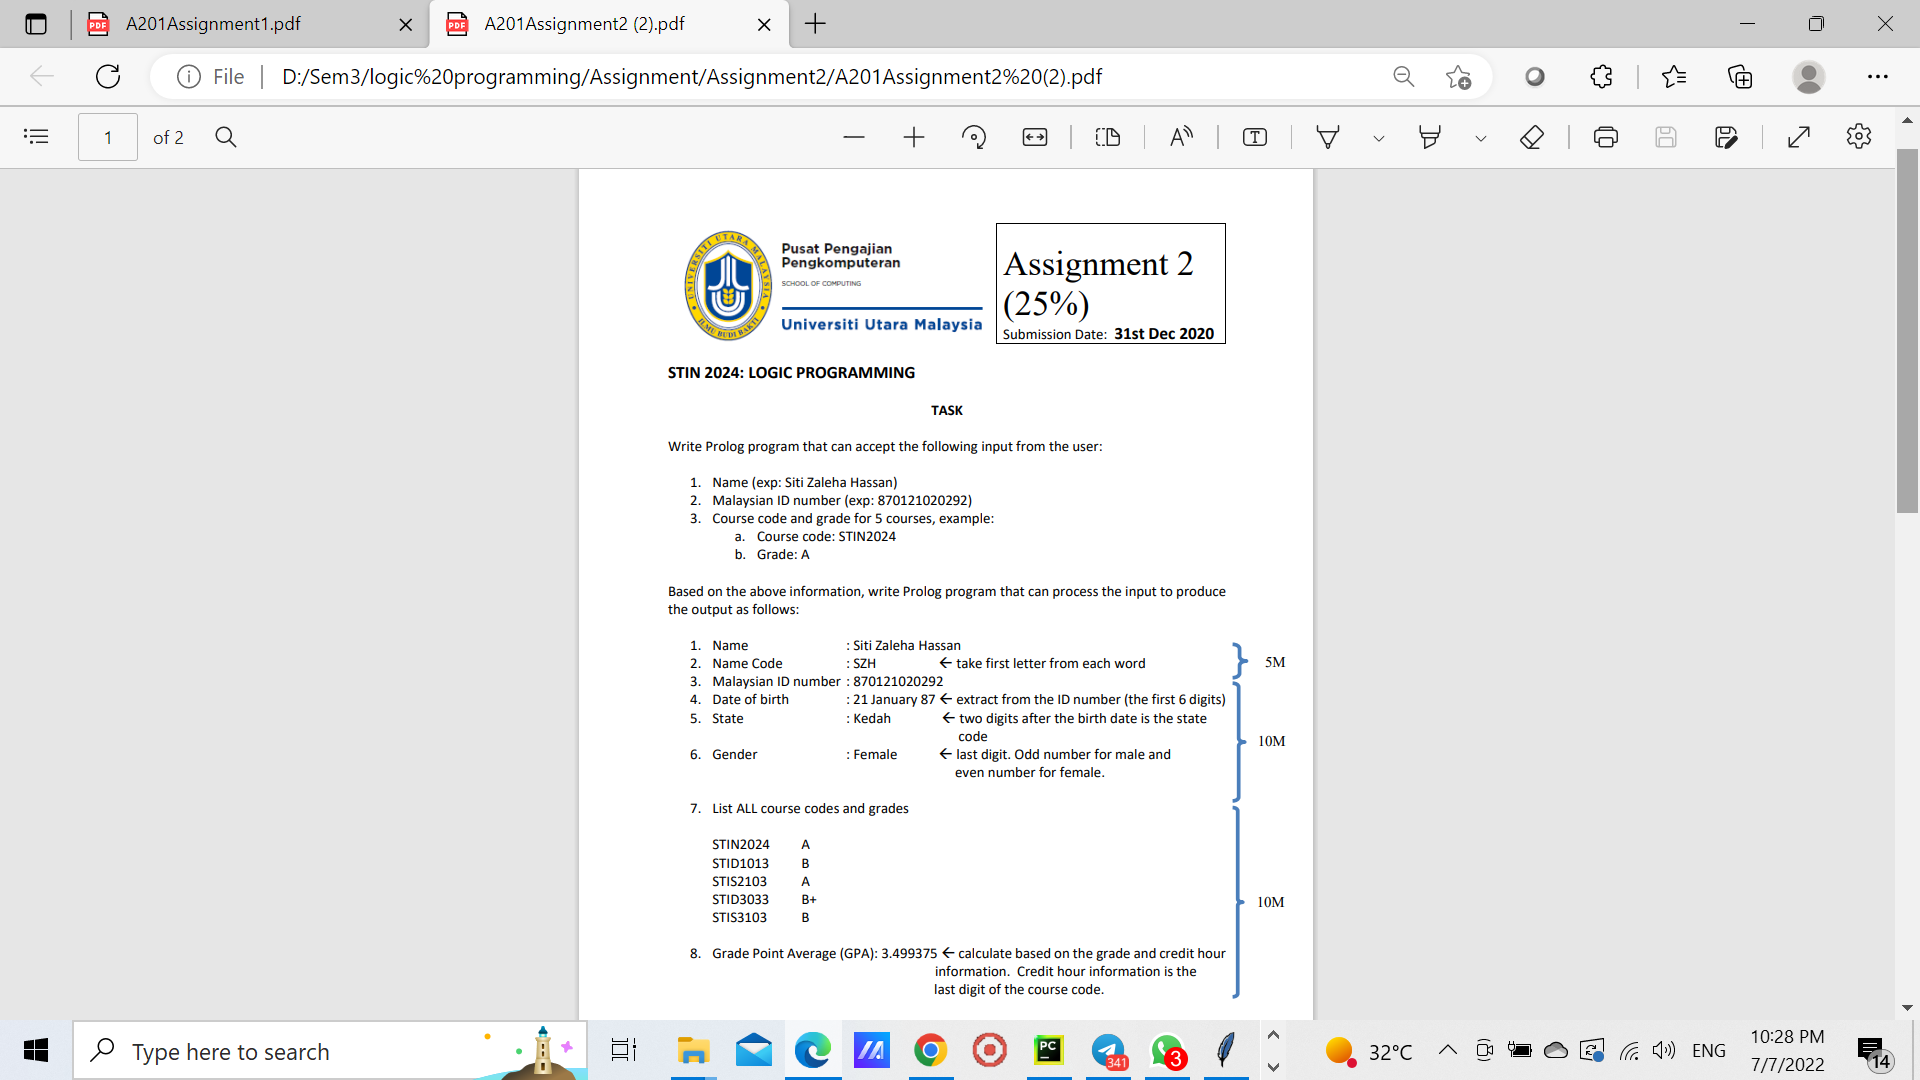 A201Assignment1.pdf
A201Assignment2 (2).pdf
File
D:/Sem3/logic%20programming/Assignment/Assignment2/A201Assignment2%20(2).pdf
1
of 2
UNIVERSITI UTARA MALAYSIA
ILMU BUDI BAKTI
Pusat Pengajian
Pengkomputeran
SCHOOL OF COMPUTING
Universiti Utara Malaysia
Assignment 2
(25%)
Submission Date: 31st Dec 2020
STIN 2024: LOGIC PROGRAMMING
TASK
Write Prolog program that can accept the following input from the user:
1. Name (exp: Siti Zaleha Hassan)
2. Malaysian ID number (exp: 870121020292)
3. Course code and grade for 5 courses, example:
a. Course code: STIN2024
b. Grade: A
Based on the above information, write Prolog program that can process the input to produce
the output as follows:
1. Name : Siti Zaleha Hassan
2. Name Code : SZH ← take first letter from each word
5M
3. Malaysian ID number : 870121020292
4. Date of birth : 21 January 87 ← extract from the ID number (the first 6 digits)
5. State : Kedah ← two digits after the birth date is the state
code
10M
6. Gender : Female ← last digit. Odd number for male and
even number for female.
7. List ALL course codes and grades
STIN2024 A
STID1013 B
STIS2103 A
STID3033 B+
10M
STIS3103 B
8. Grade Point Average (GPA): 3.499375 ← calculate based on the grade and credit hour
information. Credit hour information is the
last digit of the course code.
Type here to search
PC
341
3
32°C
ENG
10:28 PM
7/7/2022
14